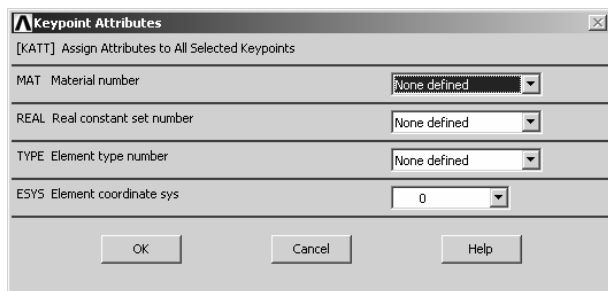 Keypoint Attributes
[KATT] Assign Attributes to All Selected Keypoints
MAT Material number None defined
REAL Real constant set number None defined
TYPE Element type number None defined
ESYS Element coordinate sys 0
OK Cancel Help